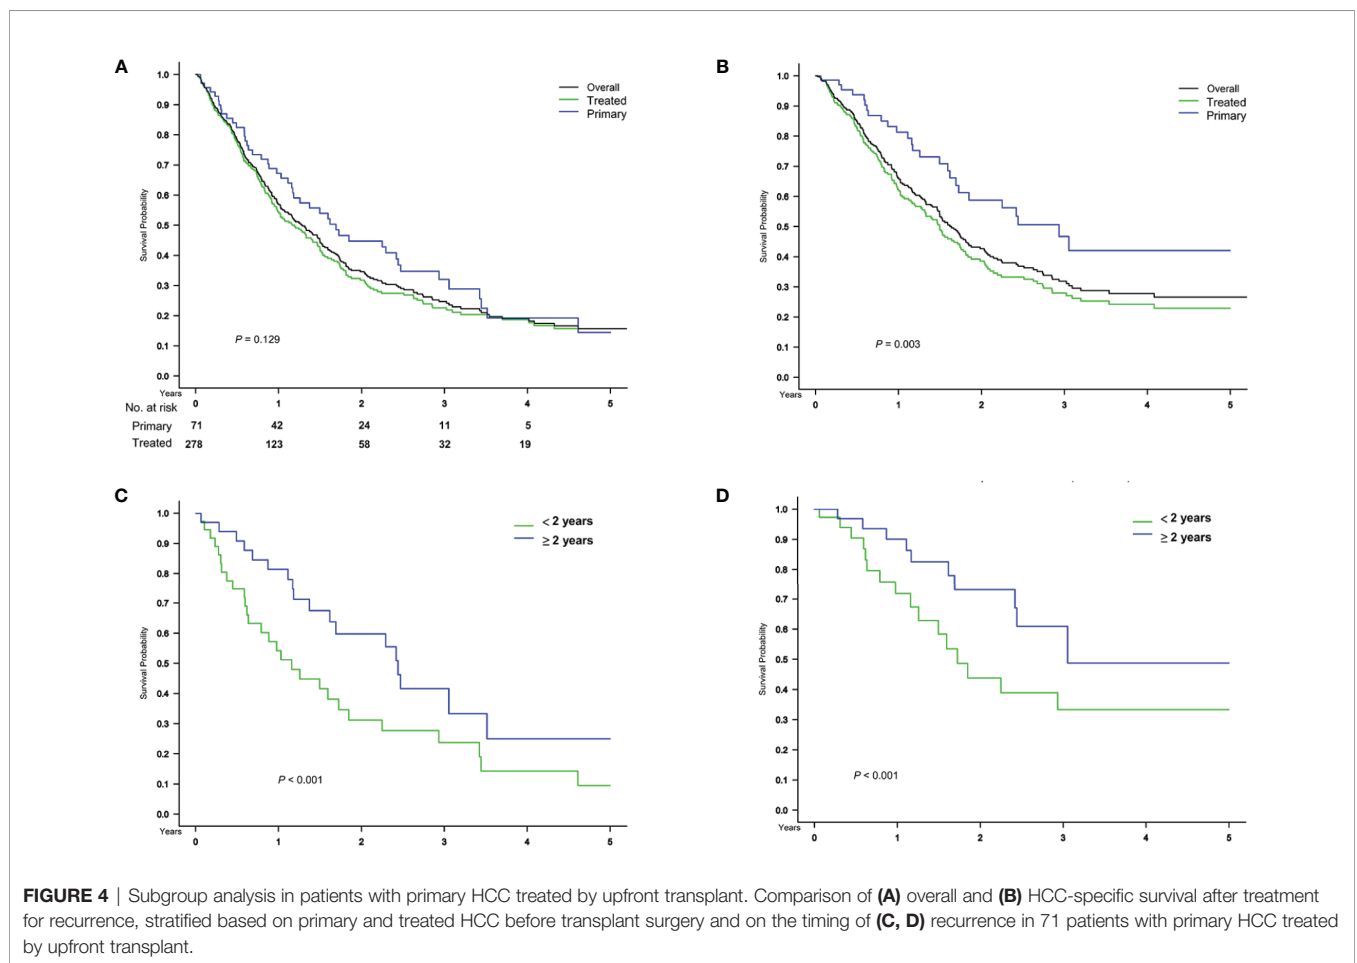 A
1.0
0.9
0.8
0.7
0.6
0.5
0.4
0.3
0.2
0.1
0.0
Survival Probability
Overall
Treated
Primary
P = 0.129
Years
0 1 2 3 4 5
No. at risk
Primary 71 42 24 11 5
Treated 278 123 58 32 19
B
1.0
0.9
0.8
0.7
0.6
0.5
0.4
0.3
0.2
0.1
0.0
Survival Probability
Overall
Treated
Primary
P = 0.003
Years
0 1 2 3 4 5
C
1.0
0.9
0.8
0.7
0.6
0.5
0.4
0.3
0.2
0.1
0.0
Survival Probability
< 2 years
≥ 2 years
P < 0.001
Years
0 1 2 3 4 5
D
1.0
0.9
0.8
0.7
0.6
0.5
0.4
0.3
0.2
0.1
0.0
Survival Probability
< 2 years
≥ 2 years
P < 0.001
Years
0 1 2 3 4 5
FIGURE 4 | Subgroup analysis in patients with primary HCC treated by upfront transplant. Comparison of (A) overall and (B) HCC-specific survival after treatment
for recurrence, stratified based on primary and treated HCC before transplant surgery and on the timing of (C, D) recurrence in 71 patients with primary HCC treated
by upfront transplant.